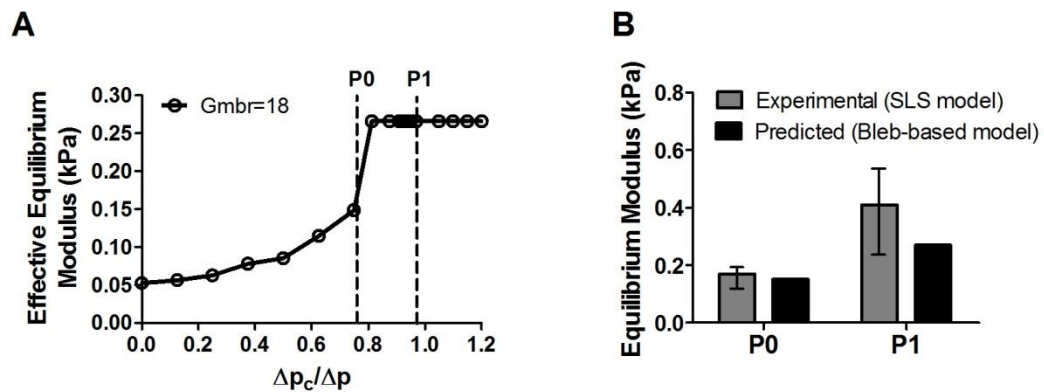 A
P0 P1
Effective Equilibrium
Modulus (kPa)
Gmbr=18
0.30
0.25
0.20
0.15
0.10
0.05
0.00
0.0 0.2 0.4 0.6 0.8 1.0 1.2
Δpc/Δp
B
Equilibrium Modulus (kPa)
Experimental (SLS model)
Predicted (Bleb-based model)
0.8
0.6
0.4
0.2
0.0
P0 P1